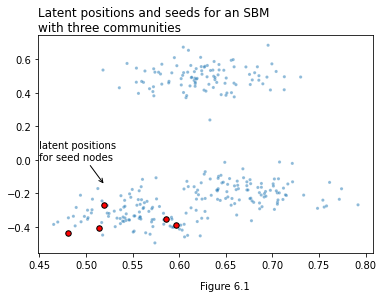 Latent positions and seeds for an SBM
with three communities
0.6
0.4
0.2
0.0
−0.2
−0.4
latent positions
for seed nodes
0.45 0.50 0.55 0.60 0.65 0.70 0.75 0.80
Figure 6.1